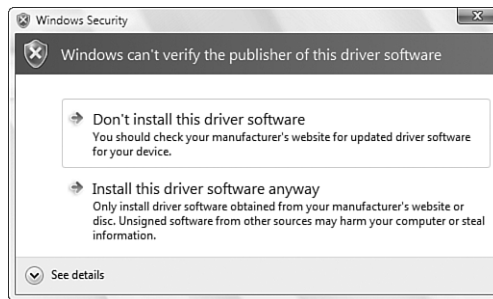 Windows Security
Windows can't verify the publisher of this driver software
Don't install this driver software
You should check your manufacturer's website for updated driver software
for your device.
Install this driver software anyway
Only install driver software obtained from your manufacturer's website or
disc. Unsigned software from other sources may harm your computer or steal
information.
See details